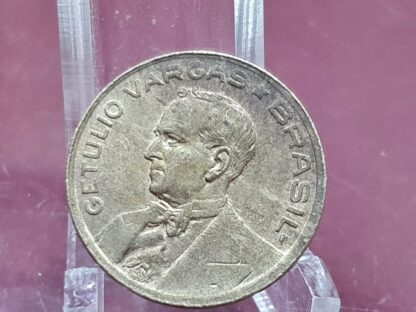 GETULIO VARGAS ★ BRASIL